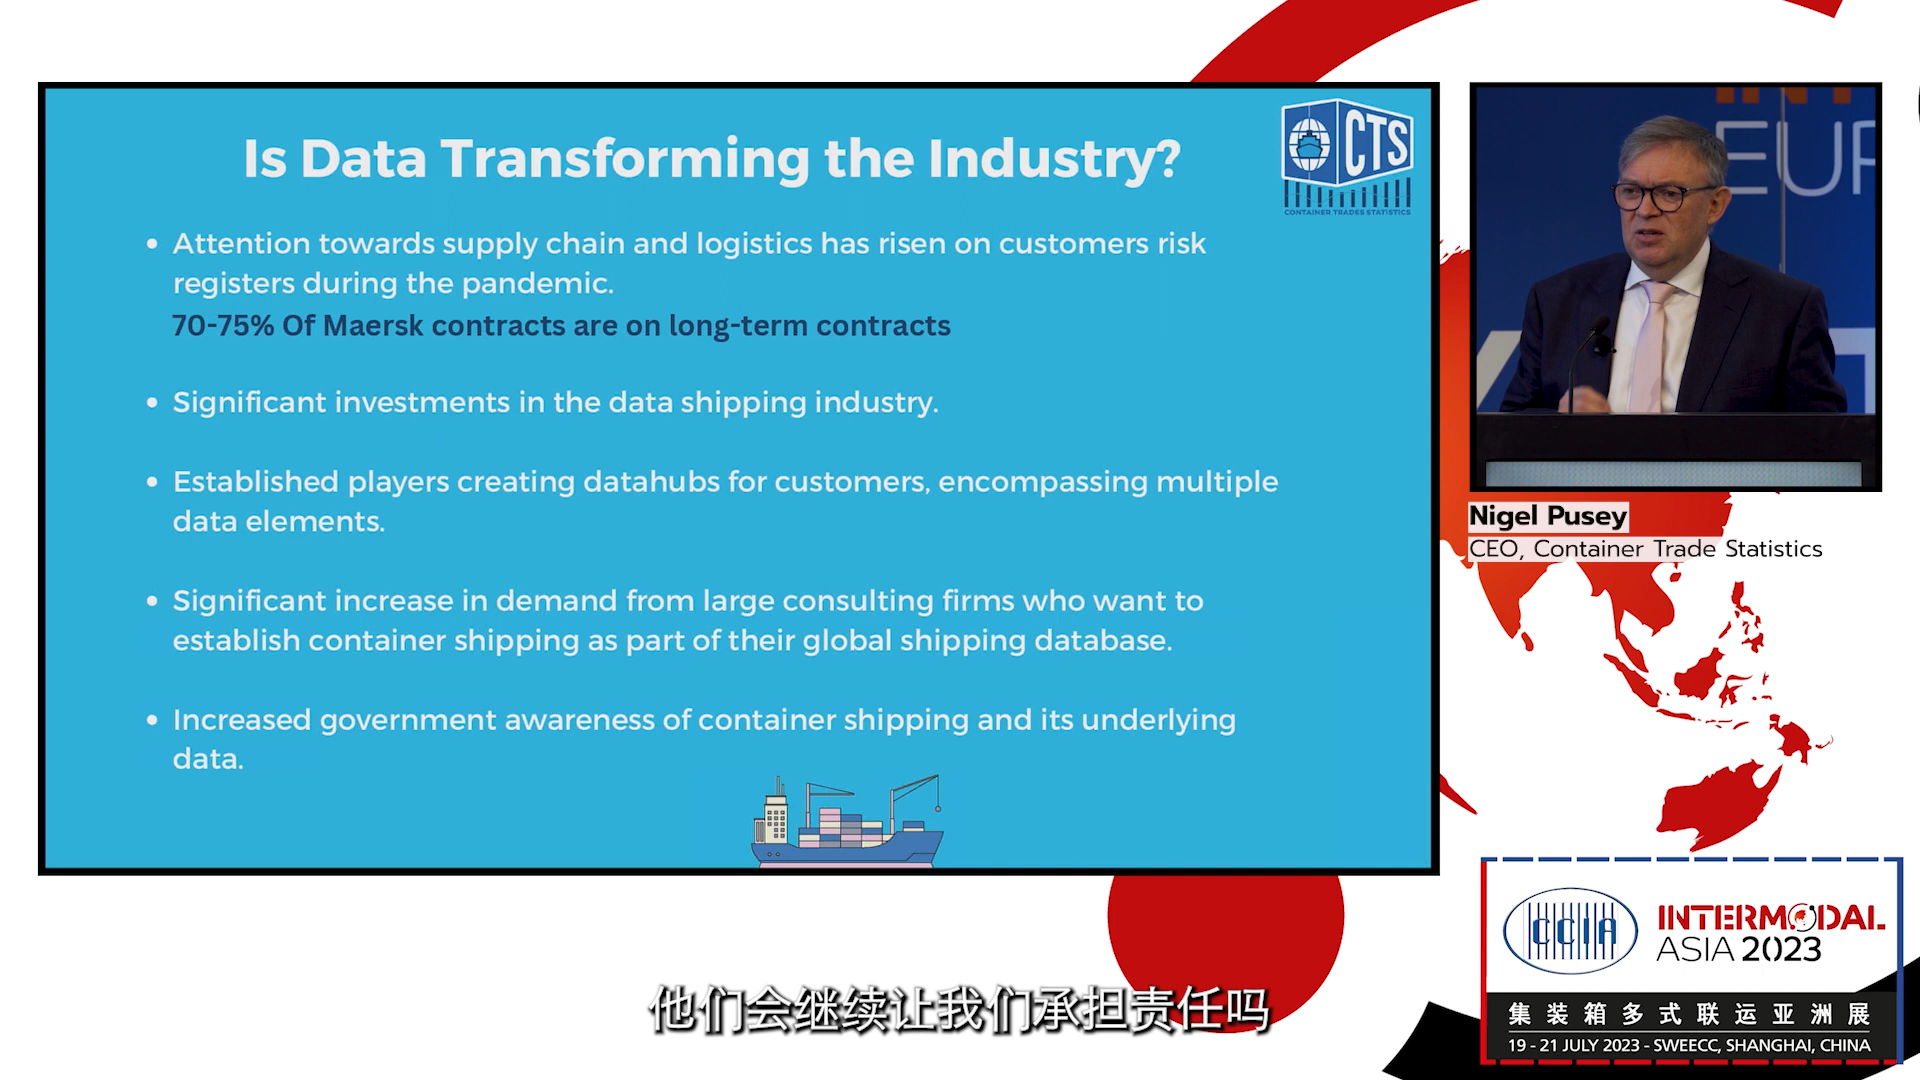 Is Data Transforming the Industry?
CTS
CONTAINER TRADES STATISTICS
Attention towards supply chain and logistics has risen on customers risk
registers during the pandemic.
70-75% Of Maersk contracts are on long-term contracts
Significant investments in the data shipping industry.
Established players creating datahubs for customers, encompassing multiple
data elements.
Significant increase in demand from large consulting firms who want to
establish container shipping as part of their global shipping database.
Increased government awareness of container shipping and its underlying
data.
EUR
Nigel Pusey
CEO, Container Trade Statistics
CCIA
INTERMODAL
ASIA 2023
集装箱多式联运亚洲展
19 - 21 JULY 2023 - SWEECC, SHANGHAI, CHINA
他们会继续让我们承担责任吗